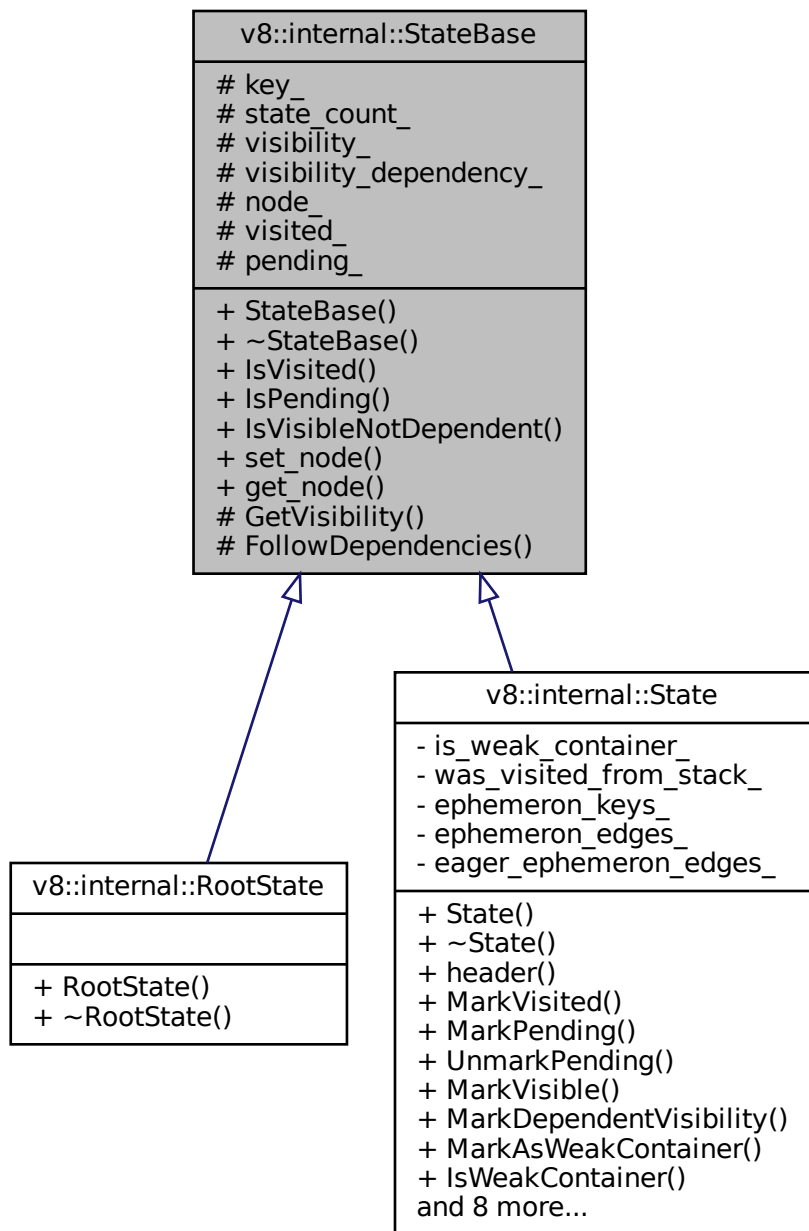 v8::internal::StateBase
# key_
# state_count_
# visibility_
# visibility_dependency_
# node_
# visited_
# pending_
+ StateBase()
+ ~StateBase()
+ IsVisited()
+ IsPending()
+ IsVisibleNotDependent()
+ set_node()
+ get_node()
# GetVisibility()
# FollowDependencies()
v8::internal::RootState
+ RootState()
+ ~RootState()
v8::internal::State
- is_weak_container_
- was_visited_from_stack_
- ephemeron_keys_
- ephemeron_edges_
- eager_ephemeron_edges_
+ State()
+ ~State()
+ header()
+ MarkVisited()
+ MarkPending()
+ UnmarkPending()
+ MarkVisible()
+ MarkDependentVisibility()
+ MarkAsWeakContainer()
+ IsWeakContainer()
and 8 more...